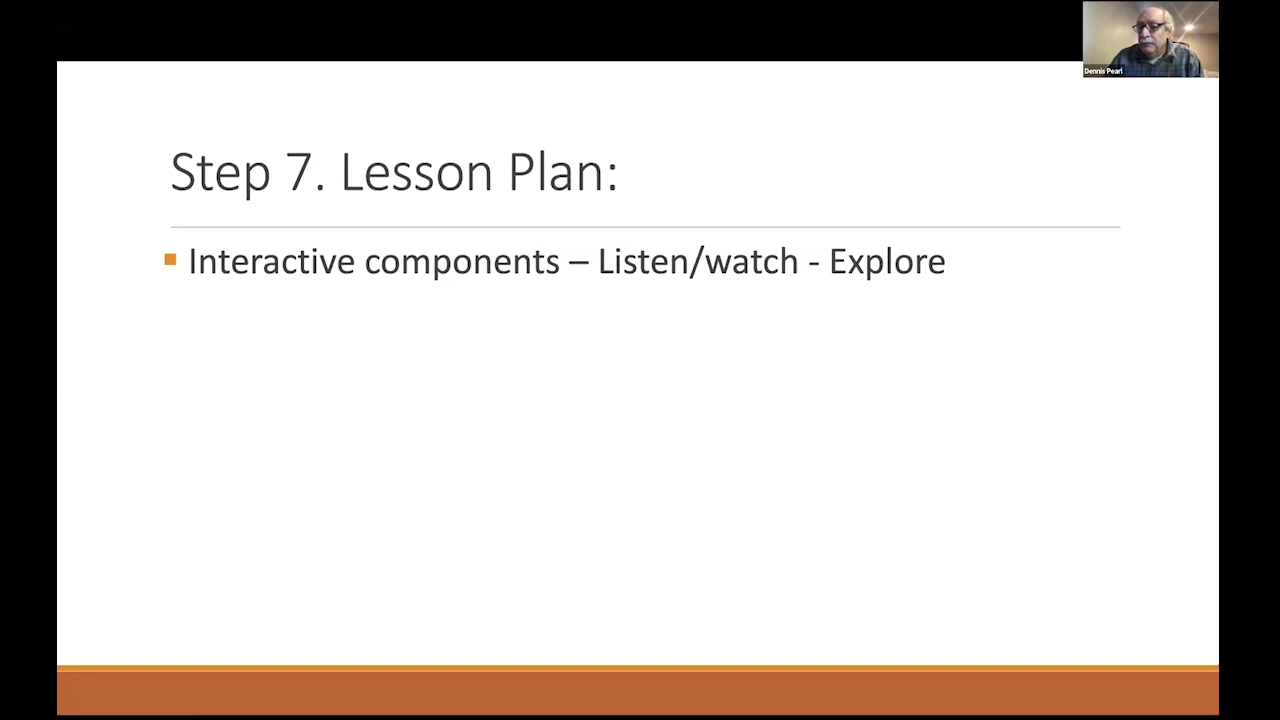 Dennis Pearl
Step 7. Lesson Plan:
Interactive components – Listen/watch - Explore